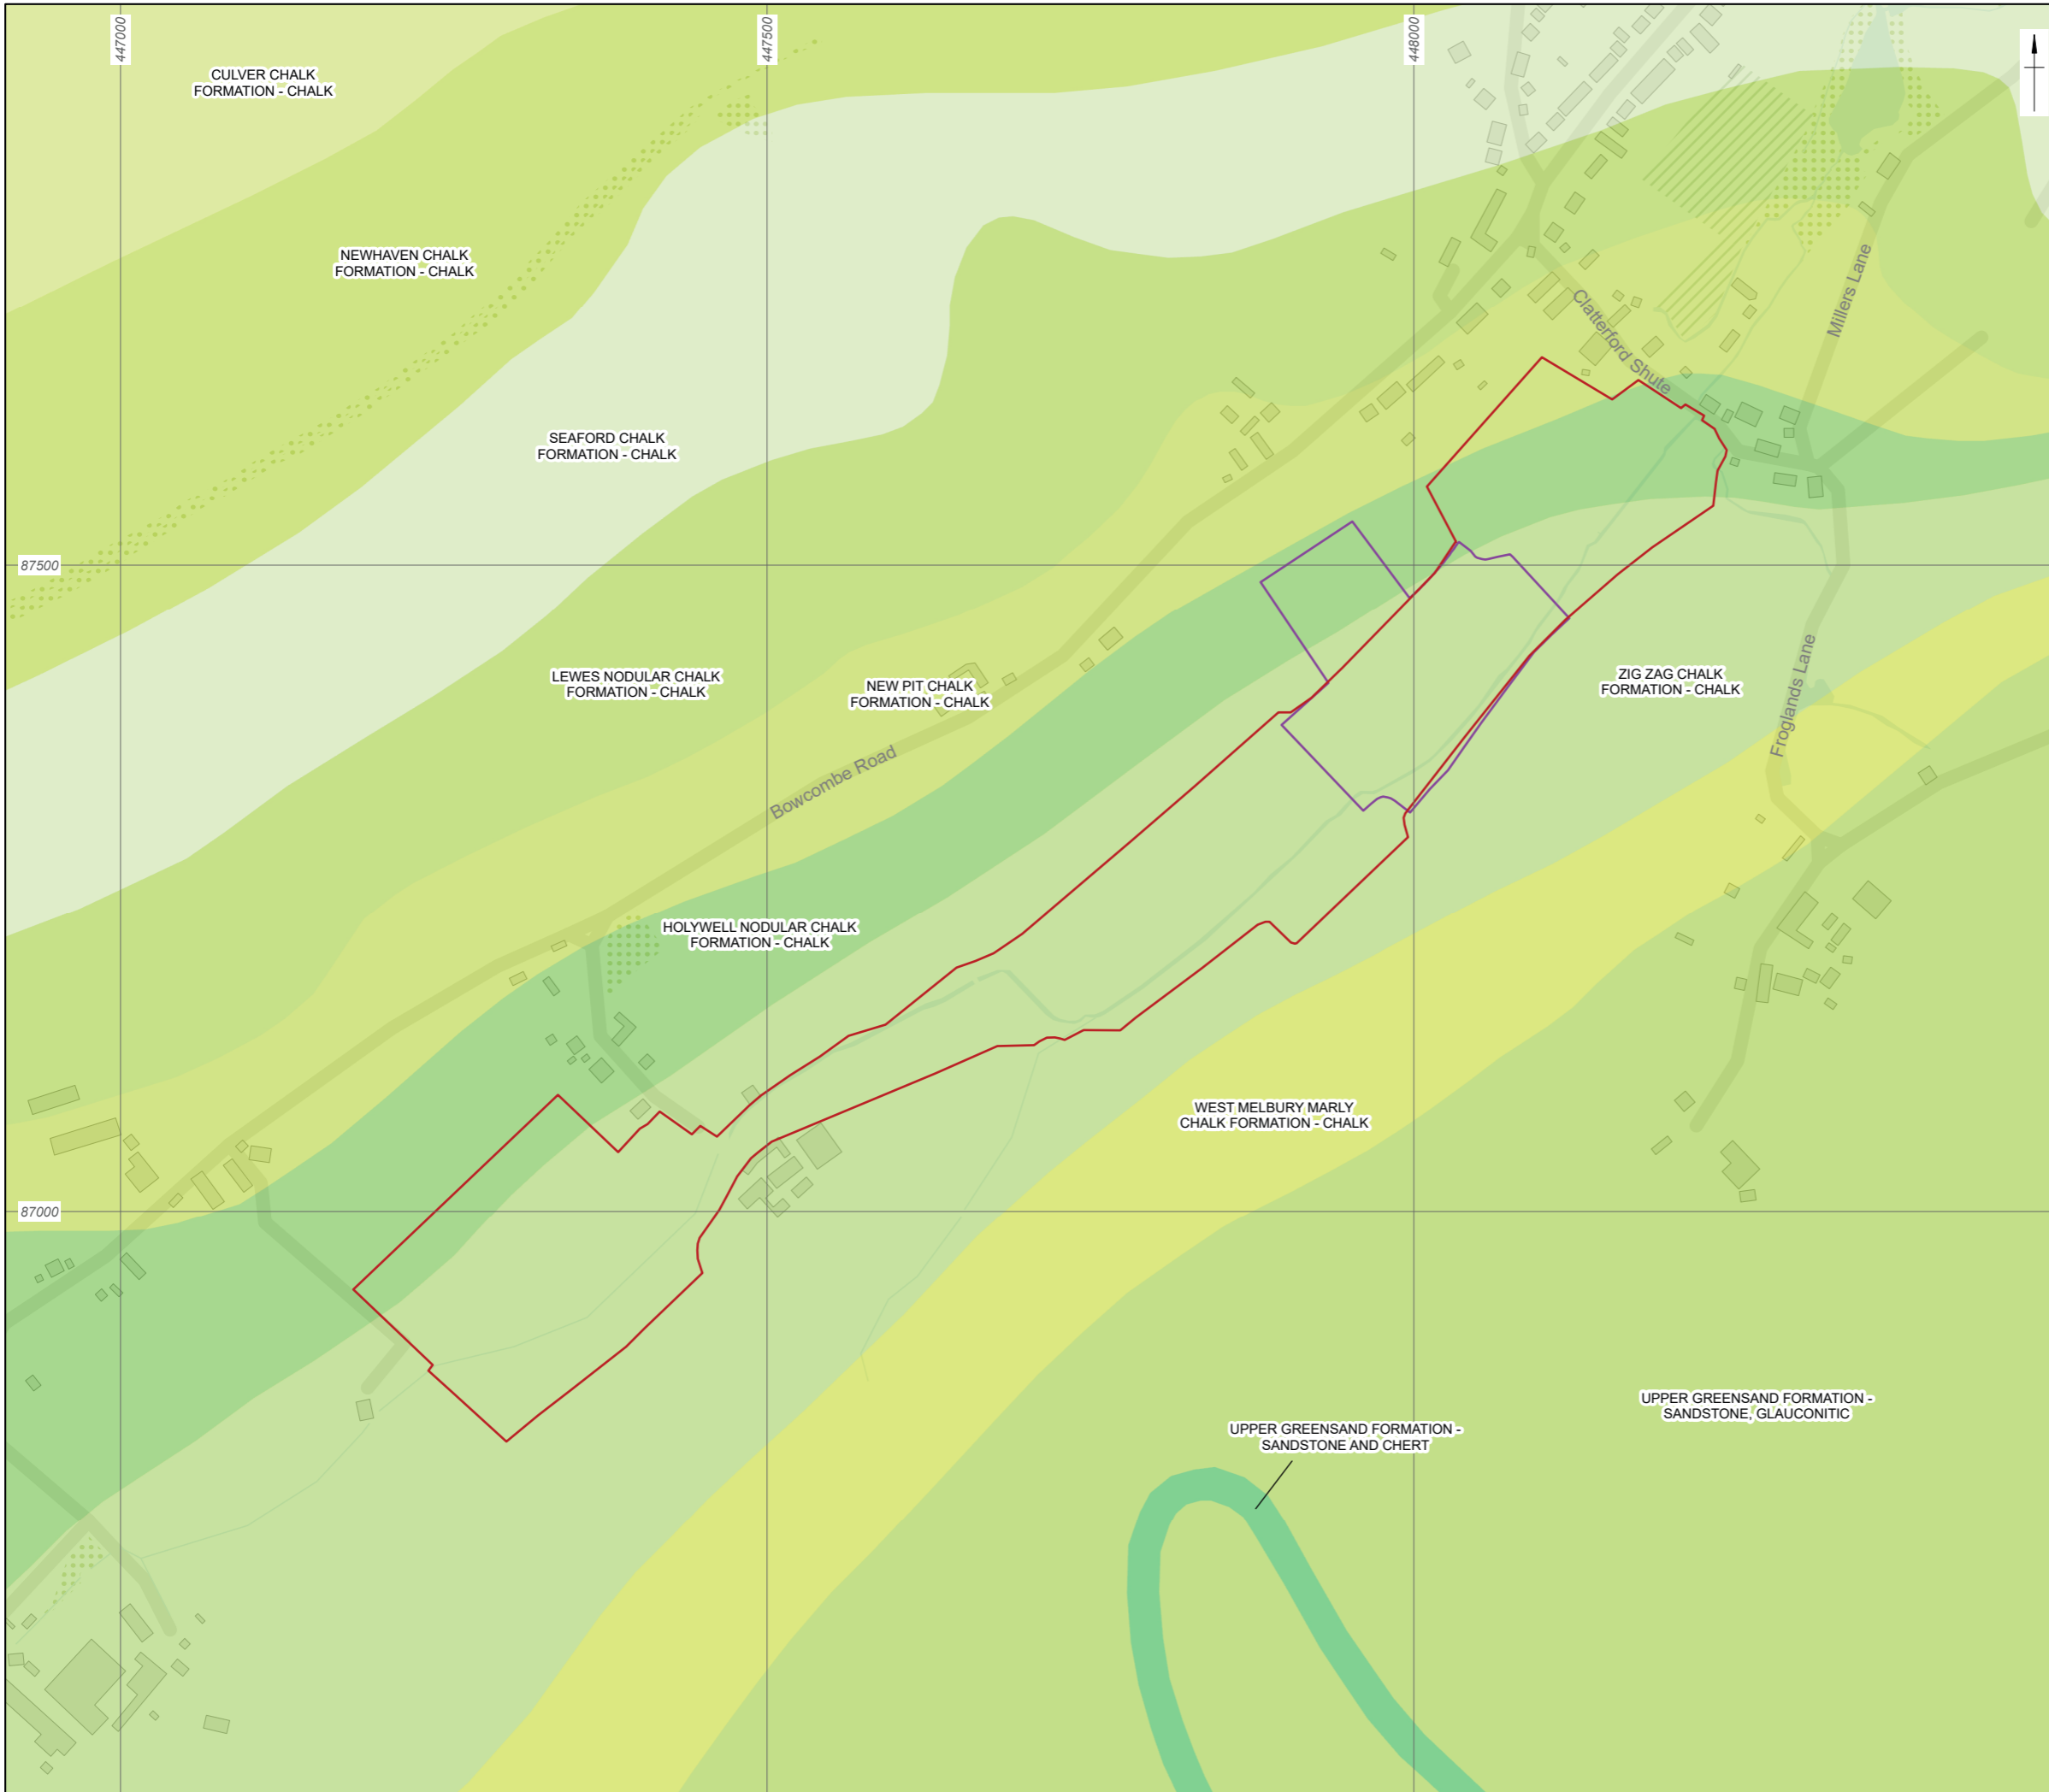 447000
447500
448000
CULVER CHALK
FORMATION - CHALK
NEWHAVEN CHALK
FORMATION - CHALK
Millers Lane
Clatterford Shute
SEAFORD CHALK
FORMATION - CHALK
87500
LEWES NODULAR CHALK
FORMATION - CHALK
NEW PIT CHALK
FORMATION - CHALK
ZIG ZAG CHALK
FORMATION - CHALK
Froglands Lane
Bowcombe Road
HOLYWELL NODULAR CHALK
FORMATION - CHALK
WEST MELBURY MARLY
CHALK FORMATION - CHALK
87000
UPPER GREENSAND FORMATION -
SANDSTONE, GLAUCONITIC
UPPER GREENSAND FORMATION -
SANDSTONE AND CHERT